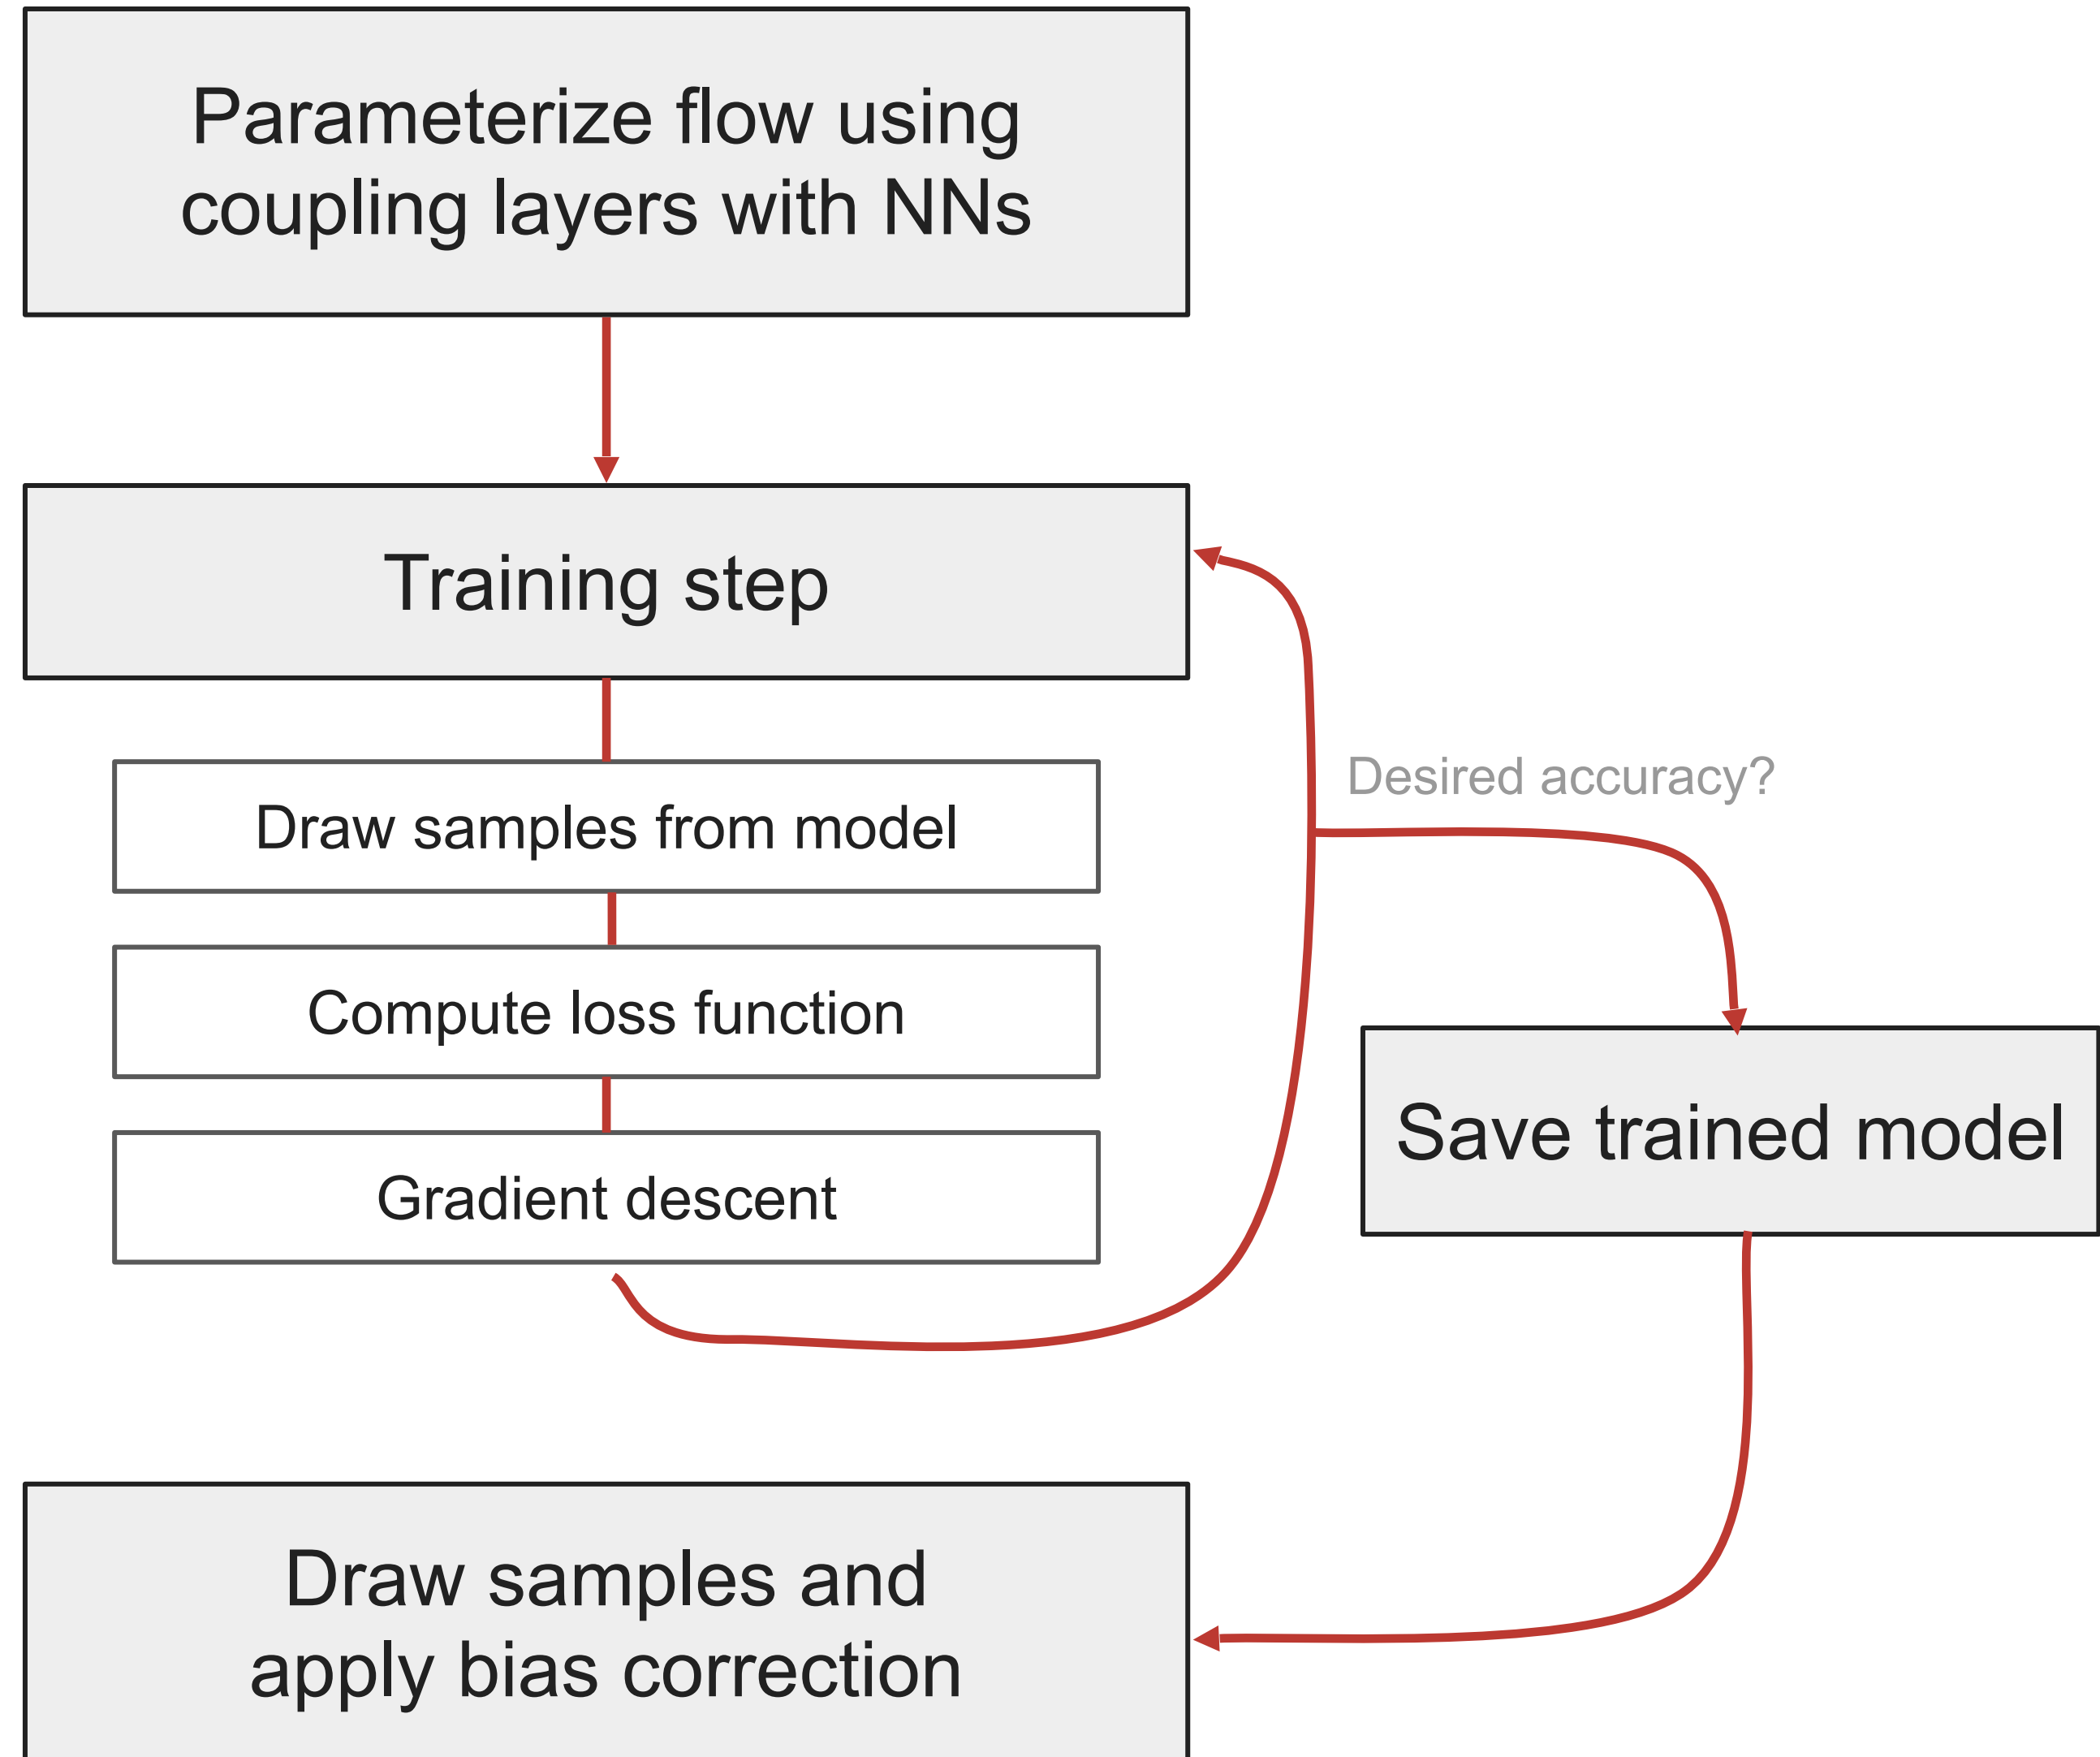 Parameterize flow using
coupling layers with NNs
Training step
Draw samples from model
Compute loss function
Gradient descent
Desired accuracy?
Save trained model
Draw samples and
apply bias correction